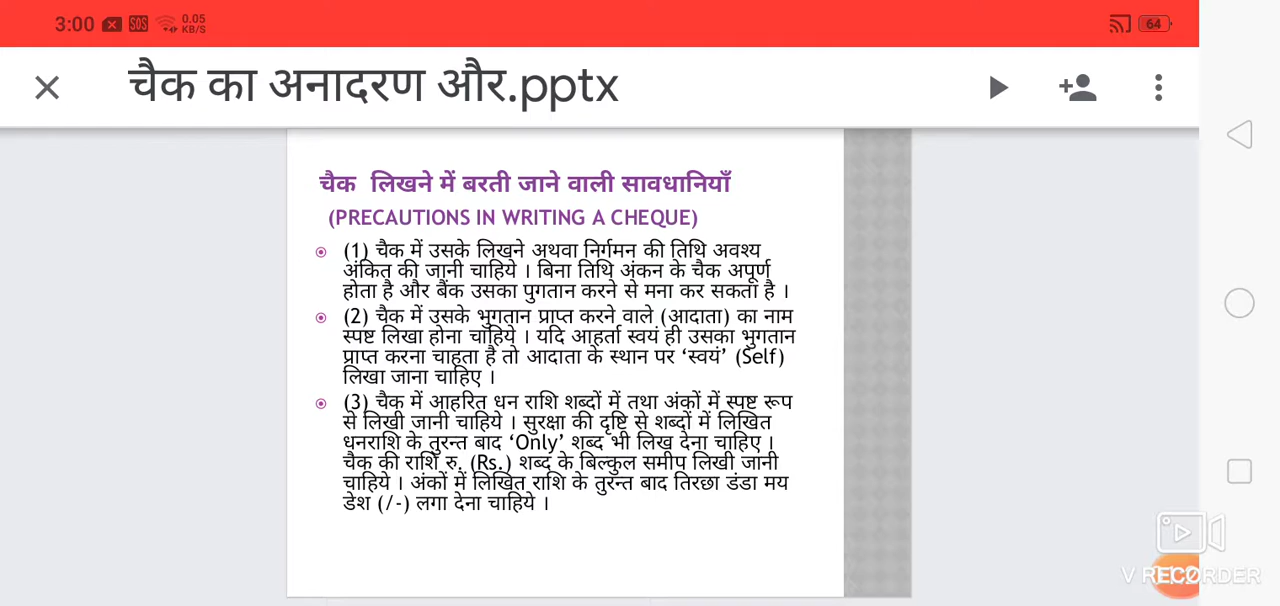 3:00 SOS 0.05 KB/S 64
चैक का अनादरण और.pptx
चैक लिखने में बरती जाने वाली सावधानियाँ
(PRECAUTIONS IN WRITING A CHEQUE)
(1) चैक में उसके लिखने अथवा निर्गमन की तिथि अवश्य
अंकित की जानी चाहिये । बिना तिथि अंकन के चैक अपूर्ण
होता है और बैंक उसका पुगतान करने से मना कर सकता है ।
(2) चैक में उसके भुगतान प्राप्त करने वाले (आदाता) का नाम
स्पष्ट लिखा होना चाहिये । यदि आहर्ता स्वयं ही उसका भुगतान
प्राप्त करना चाहता है तो आदाता के स्थान पर ‘स्वयं’ (Self)
लिखा जाना चाहिए ।
(3) चैक में आहरित धन राशि शब्दों में तथा अंकों में स्पष्ट रूप
से लिखी जानी चाहिये । सुरक्षा की दृष्टि से शब्दों में लिखित
धनराशि के तुरन्त बाद ‘Only’ शब्द भी लिख देना चाहिए ।
चैक की राशि रु. (Rs.) शब्द के बिल्कुल समीप लिखी जानी
चाहिये । अंकों में लिखित राशि के तुरन्त बाद तिरछा डंडा मय
डेश (/-) लगा देना चाहिये ।
V RECORDER